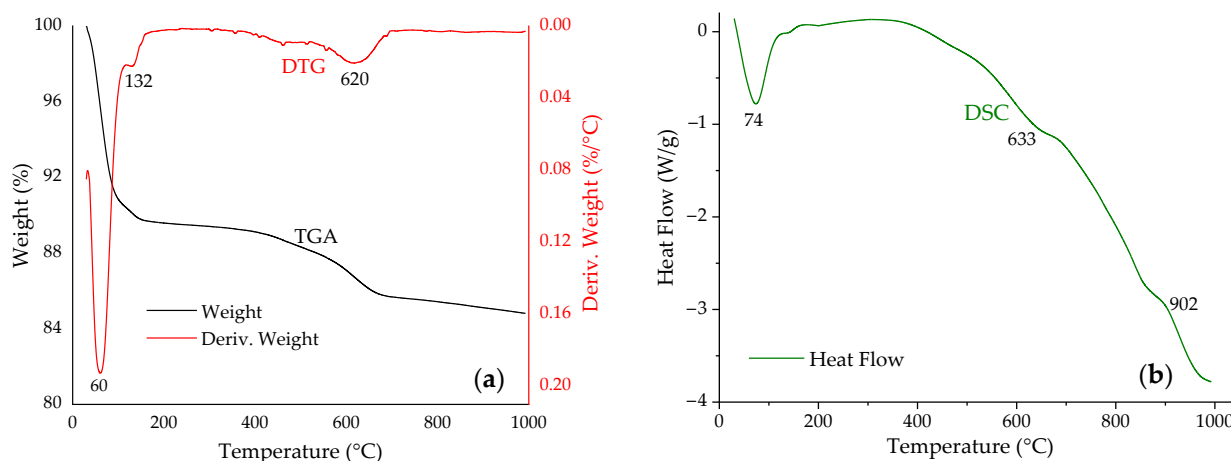 100
96
92
88
84
80
Weight (%)
0.00
0.04
0.08
0.12
0.16
0.20
Deriv. Weight (%/°C)
132
DTG
620
TGA
Weight
Deriv. Weight
60
(a)
0
200
400
600
800
1000
Temperature (°C)
0
−1
−2
−3
−4
Heat Flow (W/g)
74
DSC
633
902
Heat Flow
(b)
0
200
400
600
800
1000
Temperature (°C)